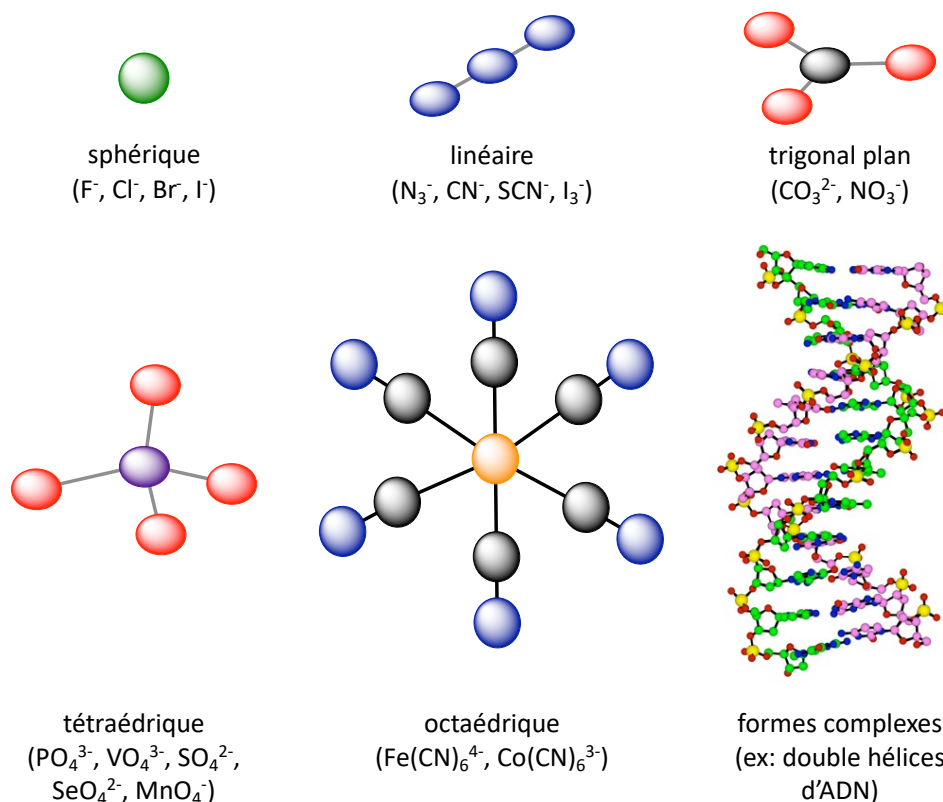 sphérique
(F⁻, Cl⁻, Br⁻, I⁻)
linéaire
(N₃⁻, CN⁻, SCN⁻, I₃⁻)
trigonal plan
(CO₃²⁻, NO₃⁻)
tétraédrique
(PO₄³⁻, VO₄³⁻, SO₄²⁻,
SeO₄²⁻, MnO₄⁻)
octaédrique
(Fe(CN)₆⁴⁻, Co(CN)₆³⁻)
formes complexes
(ex: double hélices
d’ADN)